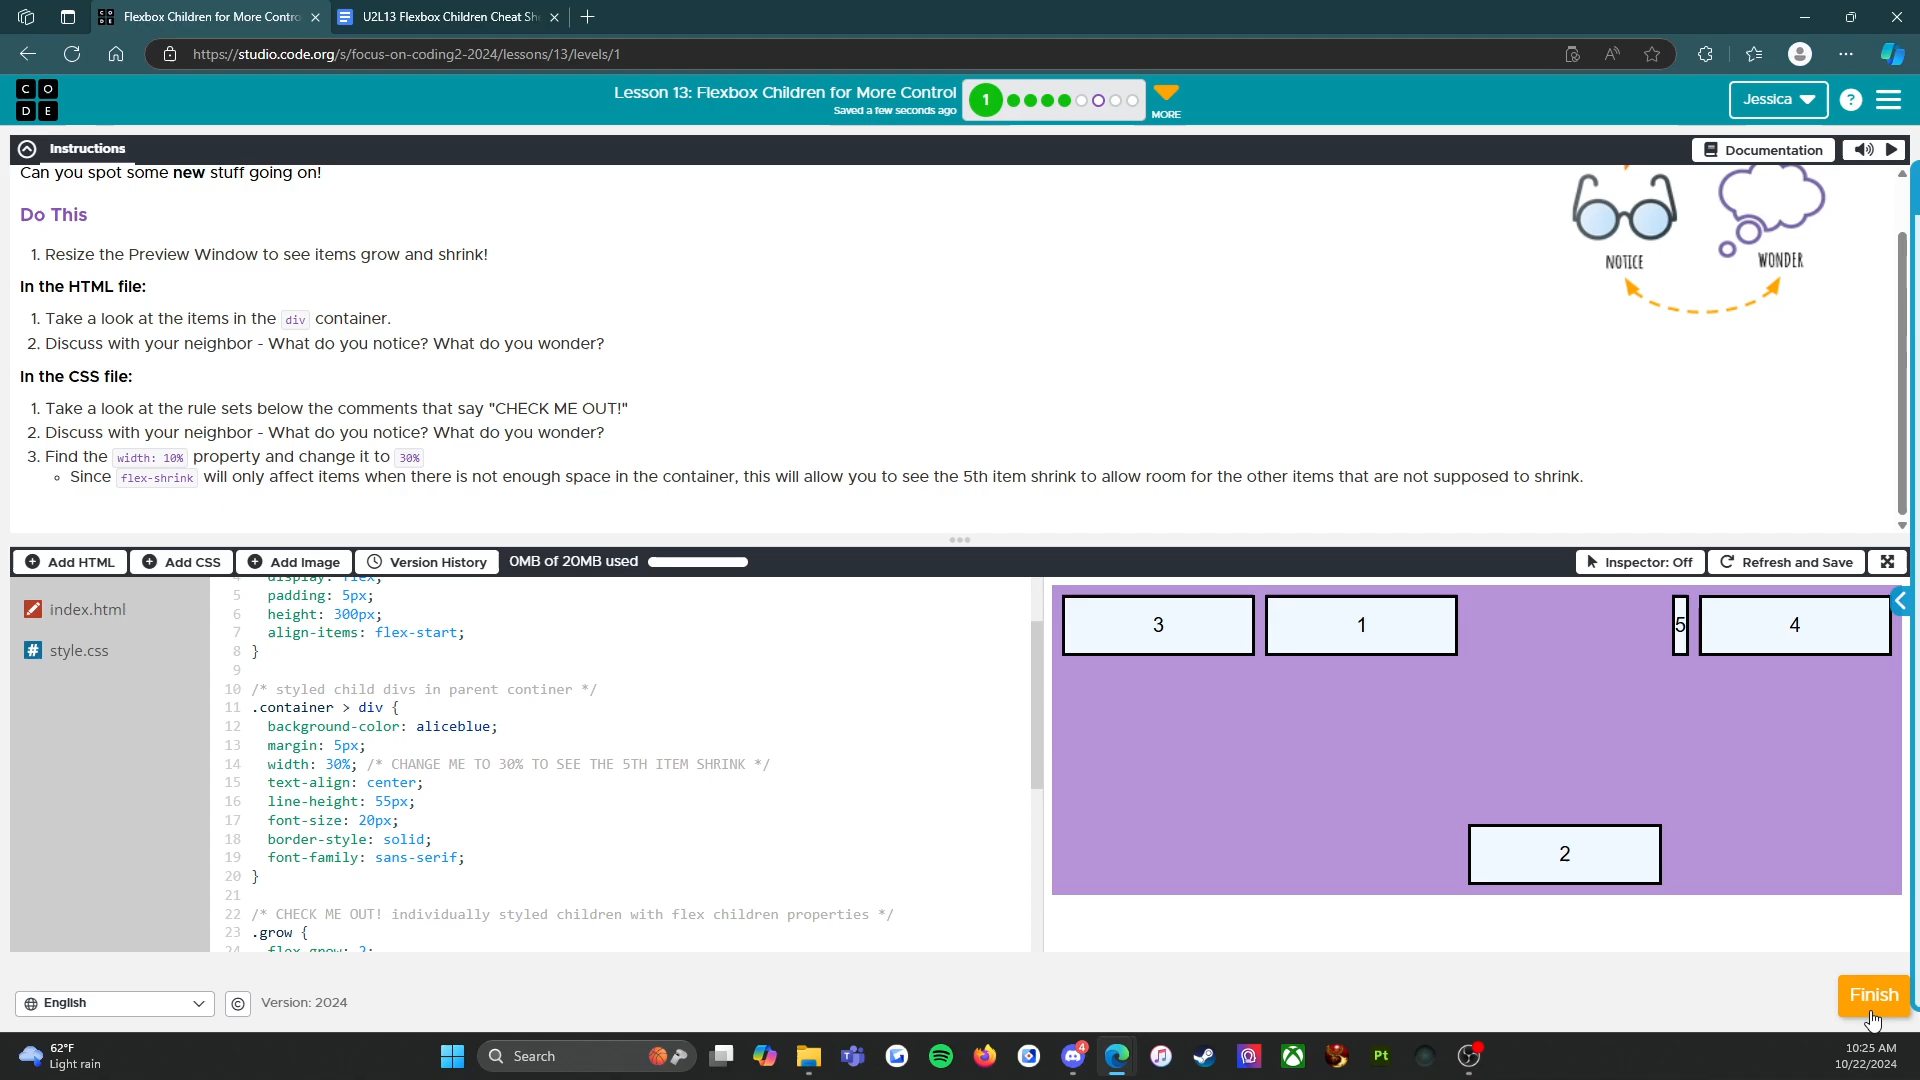 Flexbox Children for More Contro
U2L13 Flexbox Children Cheat Sh
https://studio.code.org/s/focus-on-coding2-2024/lessons/13/levels/1
C O
D E
Lesson 13: Flexbox Children for More Control
Saved a few seconds ago
1
MORE
Jessica
?
Instructions
Documentation
Can you spot some new stuff going on!
Do This
1. Resize the Preview Window to see items grow and shrink!
In the HTML file:
1. Take a look at the items in the div container.
2. Discuss with your neighbor - What do you notice? What do you wonder?
In the CSS file:
1. Take a look at the rule sets below the comments that say "CHECK ME OUT!"
2. Discuss with your neighbor - What do you notice? What do you wonder?
3. Find the width: 10% property and change it to 30%
Since flex-shrink will only affect items when there is not enough space in the container, this will allow you to see the 5th item shrink to allow room for the other items that are not supposed to shrink.
NOTICE
WONDER
Add HTML
Add CSS
Add Image
Version History
0MB of 20MB used
Inspector: Off
Refresh and Save
index.html
# style.css
4 display: flex;
5 padding: 5px;
6 height: 300px;
7 align-items: flex-start;
8 }
9
10 /* styled child divs in parent continer */
11 .container > div {
12 background-color: aliceblue;
13 margin: 5px;
14 width: 30%; /* CHANGE ME TO 30% TO SEE THE 5TH ITEM SHRINK */
15 text-align: center;
16 line-height: 55px;
17 font-size: 20px;
18 border-style: solid;
19 font-family: sans-serif;
20 }
21
22 /* CHECK ME OUT! individually styled children with flex children properties */
23 .grow {
24 flex-grow: 2;
3
1
5
4
2
English
©
Version: 2024
Finish
62°F
Light rain
Search
4
Pt
10:25 AM
10/22/2024